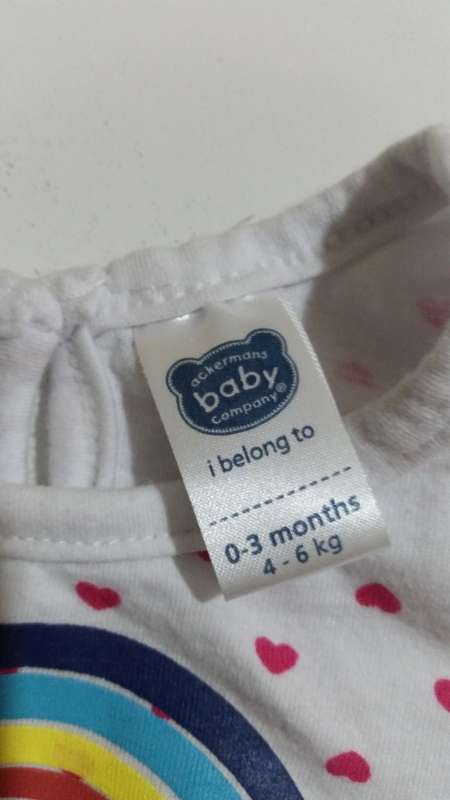 ackermans
baby
company®
i belong to
0-3 months
4 - 6 kg